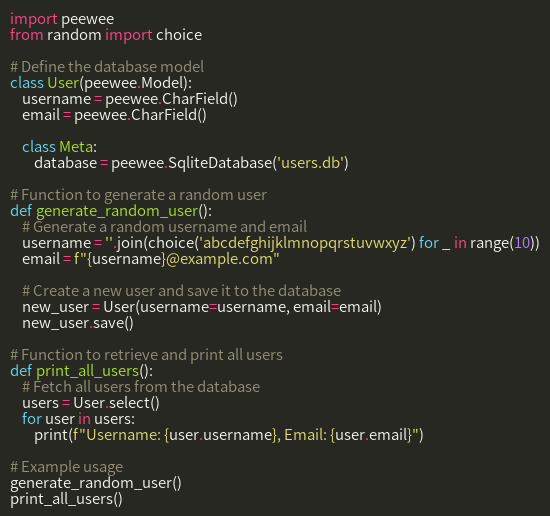 import peewee
from random import choice

# Define the database model
class User(peewee.Model):
    username = peewee.CharField()
    email = peewee.CharField()

    class Meta:
        database = peewee.SqliteDatabase('users.db')

# Function to generate a random user
def generate_random_user():
    # Generate a random username and email
    username = ''.join(choice('abcdefghijklmnopqrstuvwxyz') for _ in range(10))
    email = f"{username}@example.com"

    # Create a new user and save it to the database
    new_user = User(username=username, email=email)
    new_user.save()

# Function to retrieve and print all users
def print_all_users():
    # Fetch all users from the database
    users = User.select()
    for user in users:
        print(f"Username: {user.username}, Email: {user.email}")

# Example usage
generate_random_user()
print_all_users()